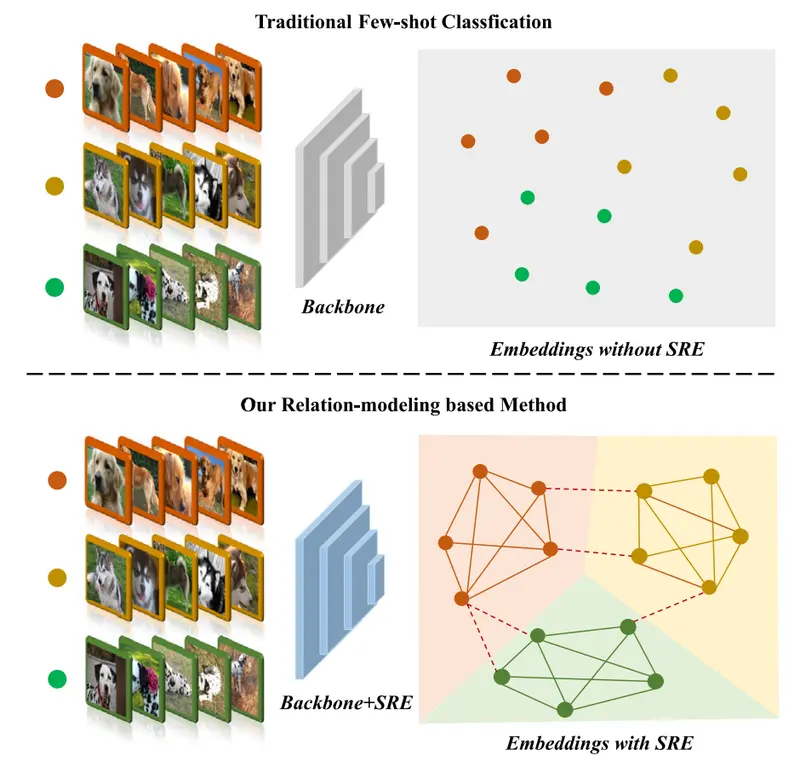 Traditional Few-shot Classfication
Backbone
Embeddings without SRE
Our Relation-modeling based Method
Backbone+SRE
Embeddings with SRE